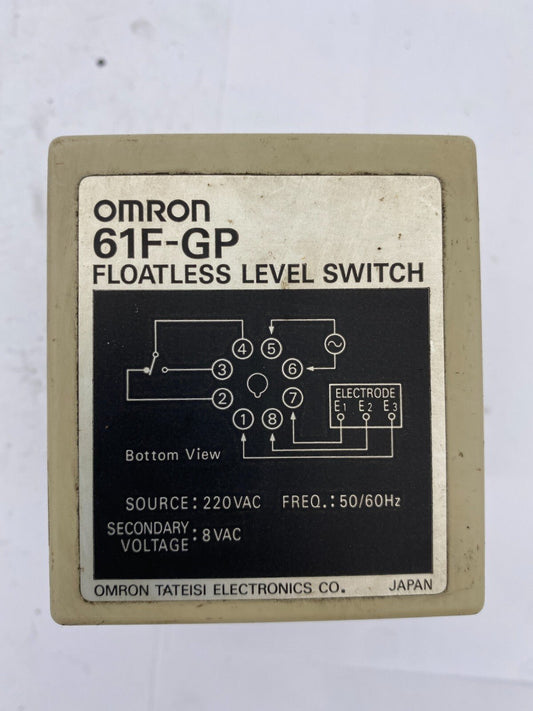 OMRON
61F-GP
FLOATLESS LEVEL SWITCH
4 5
3 6
2 7
1 8
ELECTRODE
E1 E2 E3
Bottom View
SOURCE: 220VAC FREQ.: 50/60Hz
SECONDARY VOLTAGE: 8VAC
OMRON TATEISI ELECTRONICS CO. JAPAN